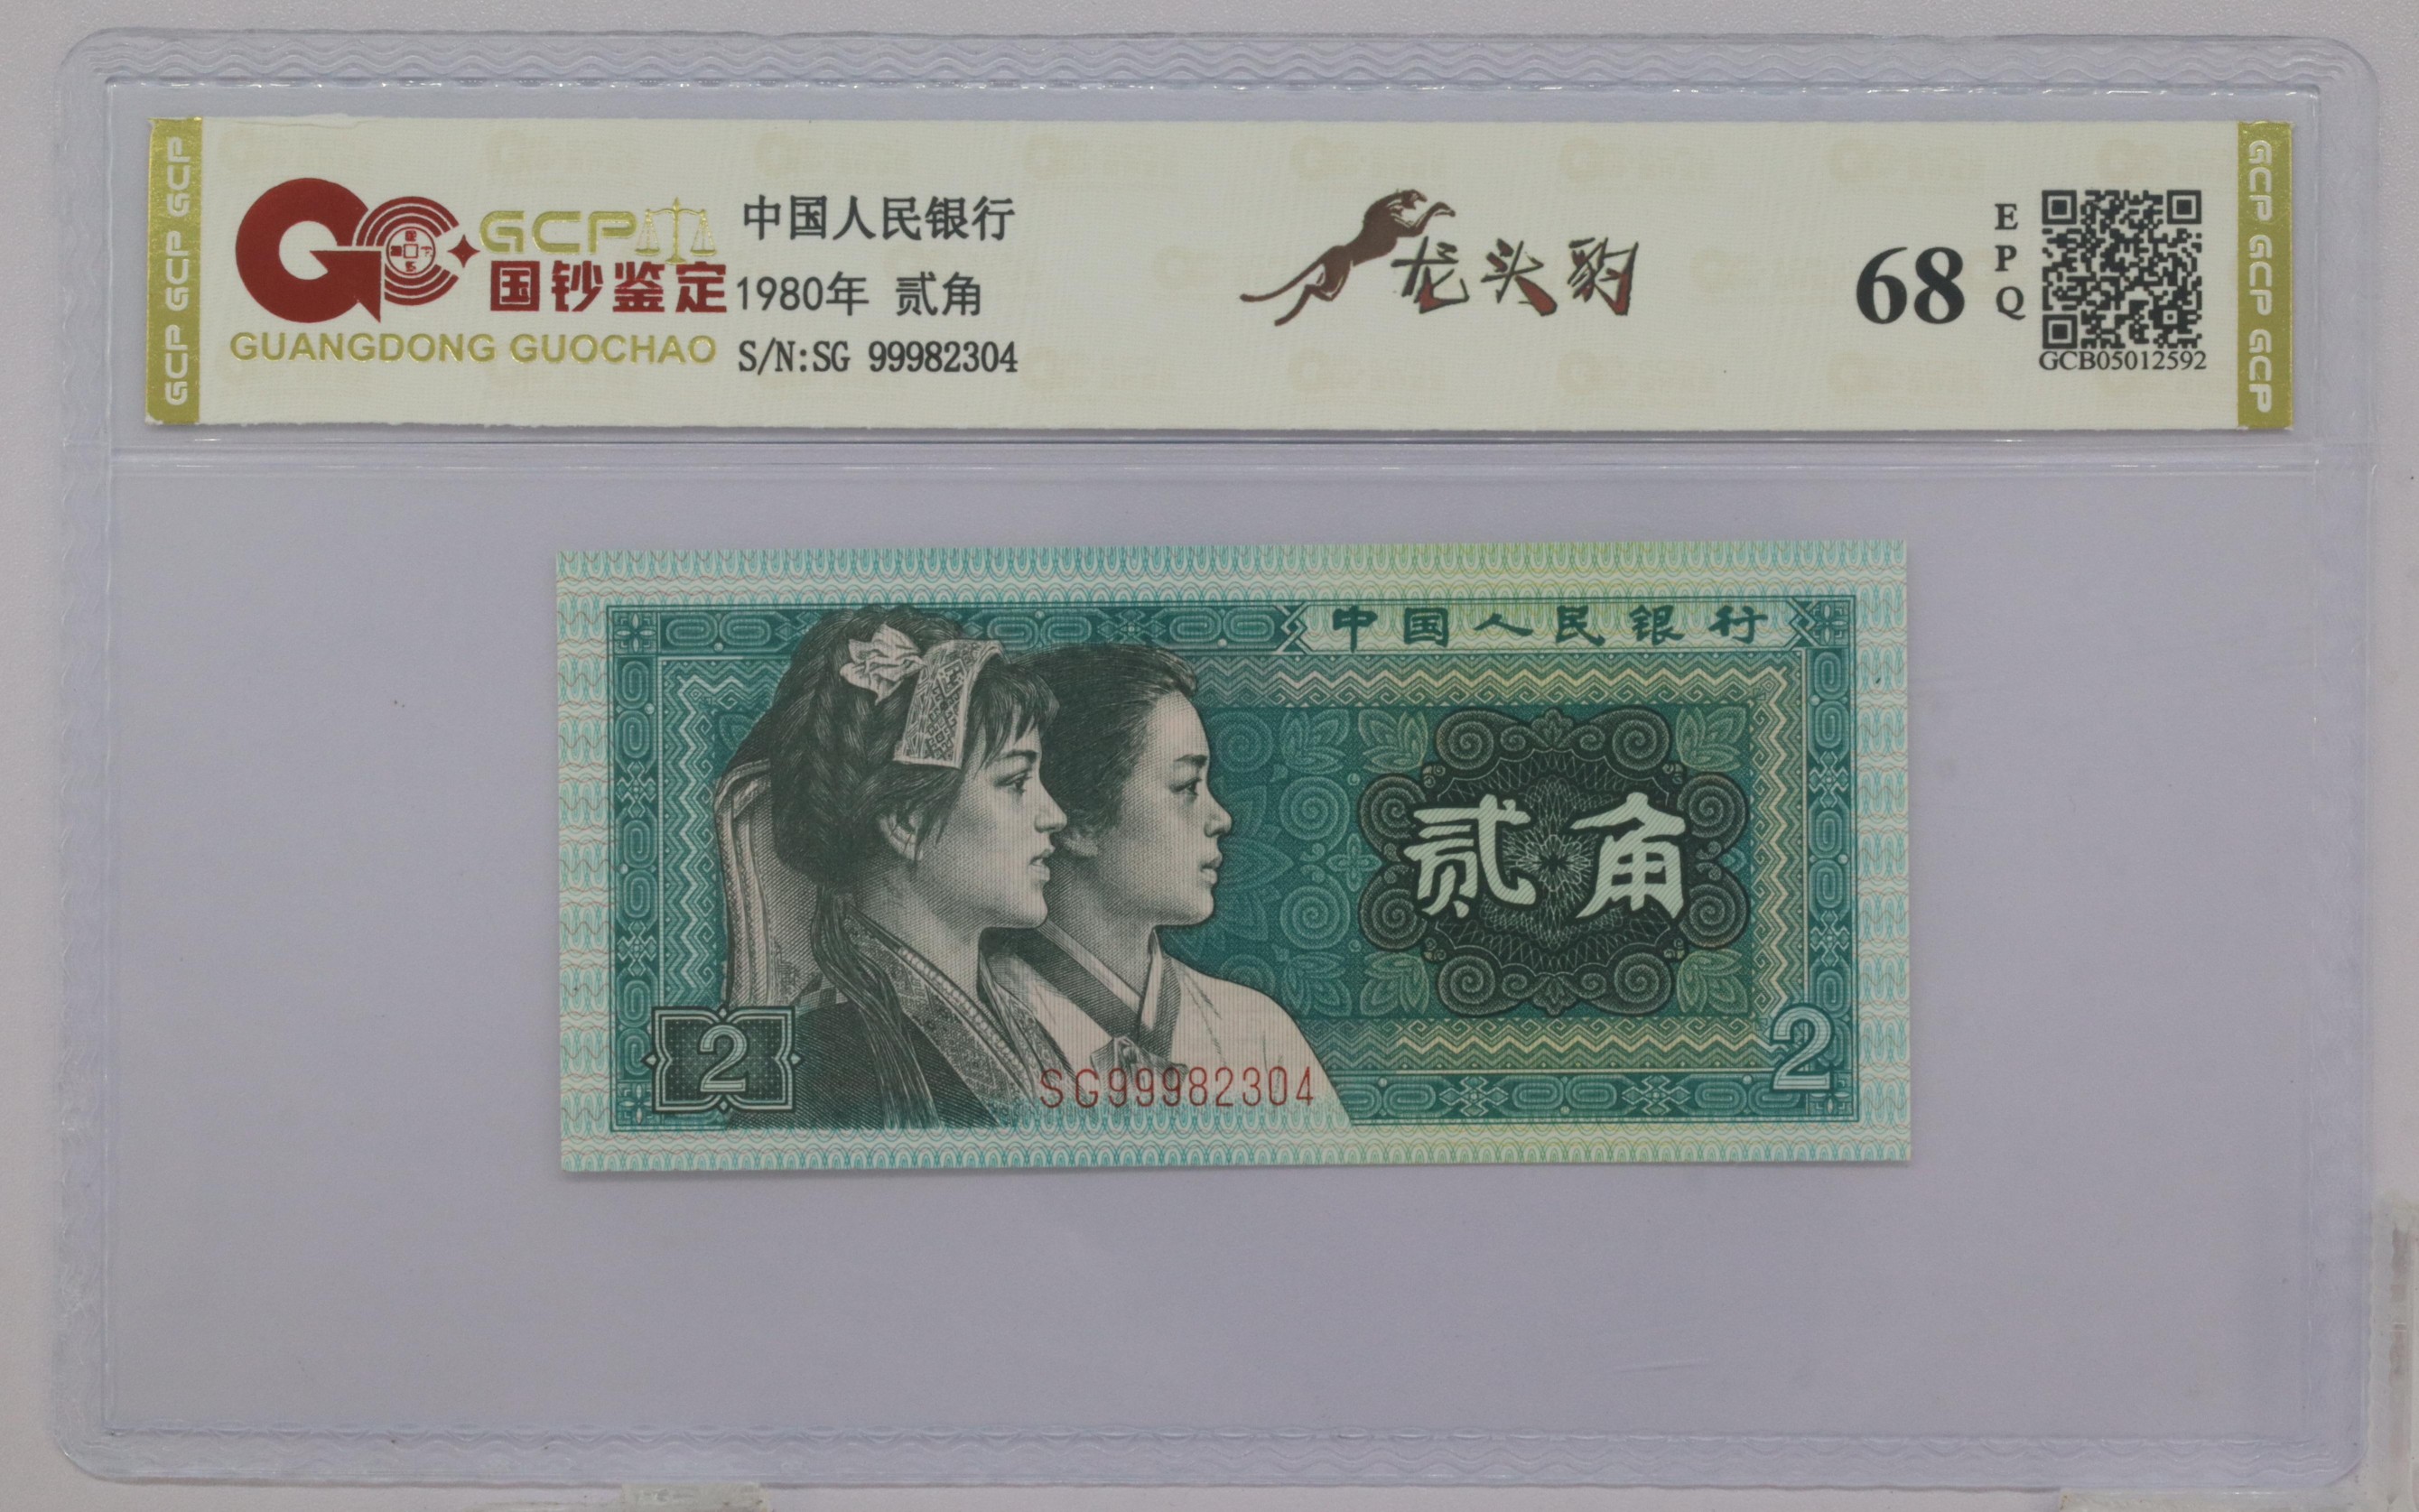 GCP GCP GCP
GCP
国钞鉴定
GUANGDONG GUOCHAO
中国人民银行
1980年 贰角
S/N:SG 99982304
龙头豹
68
EPQ
GCB05012592
GCP GCP GCP
中国人民银行
贰角
2
SG99982304
2